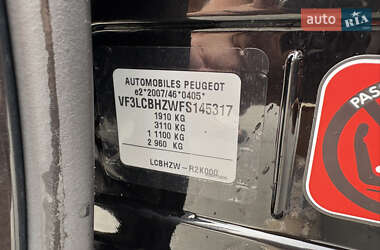 auto RIA
AUTOMOBILES PEUGEOT
e2*2007/46*0405*
VF3LCBHZWFS145317
1910 KG
3110 KG
1 1100 KG
2 960 KG
LCBHZW-R2K000